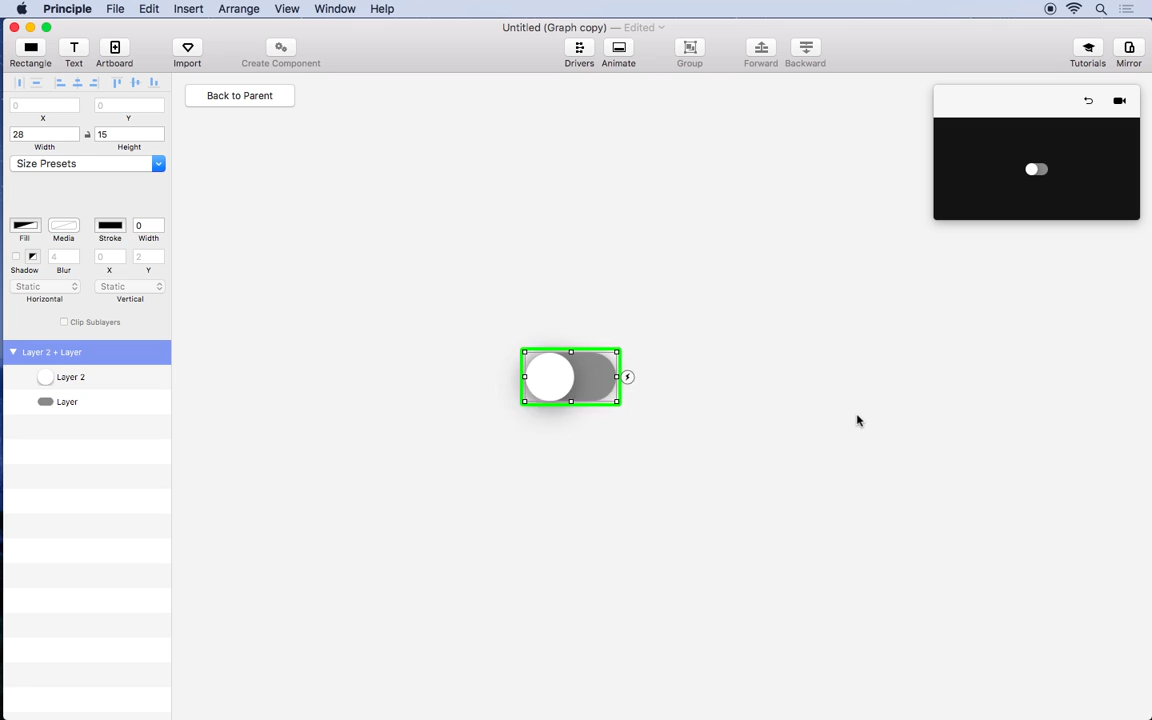 Principle File Edit Insert Arrange View Window Help
Untitled (Graph copy) — Edited
Rectangle Text Artboard Import Create Component Drivers Animate Group Forward Backward Tutorials Mirror
Back to Parent
0 0
X Y
28 15
Width Height
Size Presets
0
Fill Media Stroke Width
4 0 2
Shadow Blur X Y
Static Static
Horizontal Vertical
Clip Sublayers
Layer 2 + Layer
Layer 2
Layer